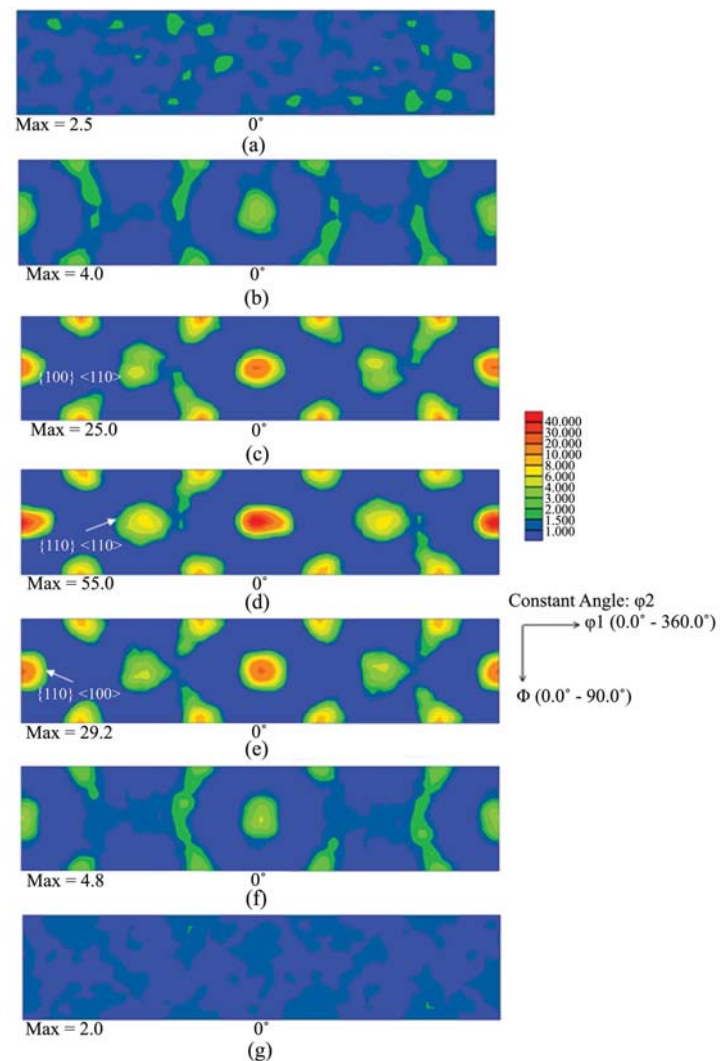 Max = 2.5 0˚
(a)
Max = 4.0 0˚
(b)
{100} <110>
Max = 25.0 0˚
(c)
40.000
30.000
20.000
10.000
8.000
6.000
4.000
3.000
2.000
1.500
1.000
{110} <110>
Max = 55.0 0˚
(d)
Constant Angle: φ2
φ1 (0.0˚ - 360.0˚)
Φ (0.0˚ - 90.0˚)
{110} <100>
Max = 29.2 0˚
(e)
Max = 4.8 0˚
(f)
Max = 2.0 0˚
(g)